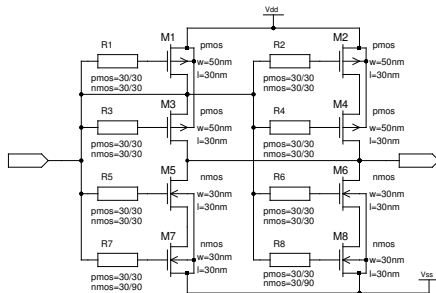 Vdd
R1
M1
pmos
w=50nm
l=30nm
pmos=30/30
nmos=30/30
R2
M2
pmos
w=50nm
l=30nm
pmos=30/30
nmos=30/30
R3
M3
pmos
w=50nm
l=30nm
pmos=30/30
nmos=30/30
R4
M4
pmos
w=50nm
l=30nm
pmos=30/30
nmos=30/30
R5
M5
nmos
w=30nm
l=30nm
pmos=30/30
nmos=30/30
R6
M6
nmos
w=30nm
l=30nm
pmos=30/30
nmos=30/30
R7
M7
nmos
w=30nm
l=30nm
pmos=30/30
nmos=30/90
R8
M8
nmos
w=30nm
l=30nm
pmos=30/30
nmos=30/90
Vss